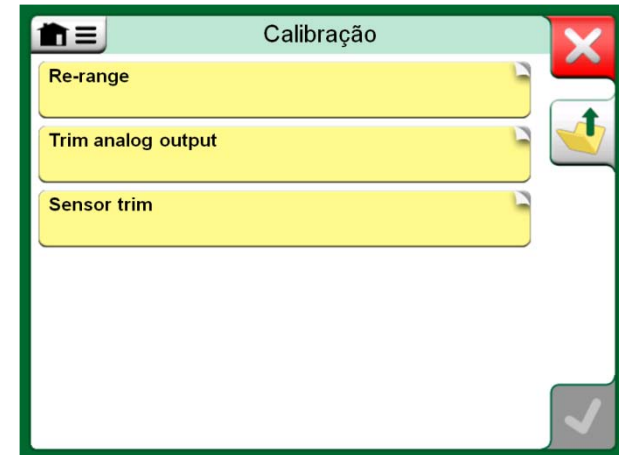 Calibração
Re-range
Trim analog output
Sensor trim